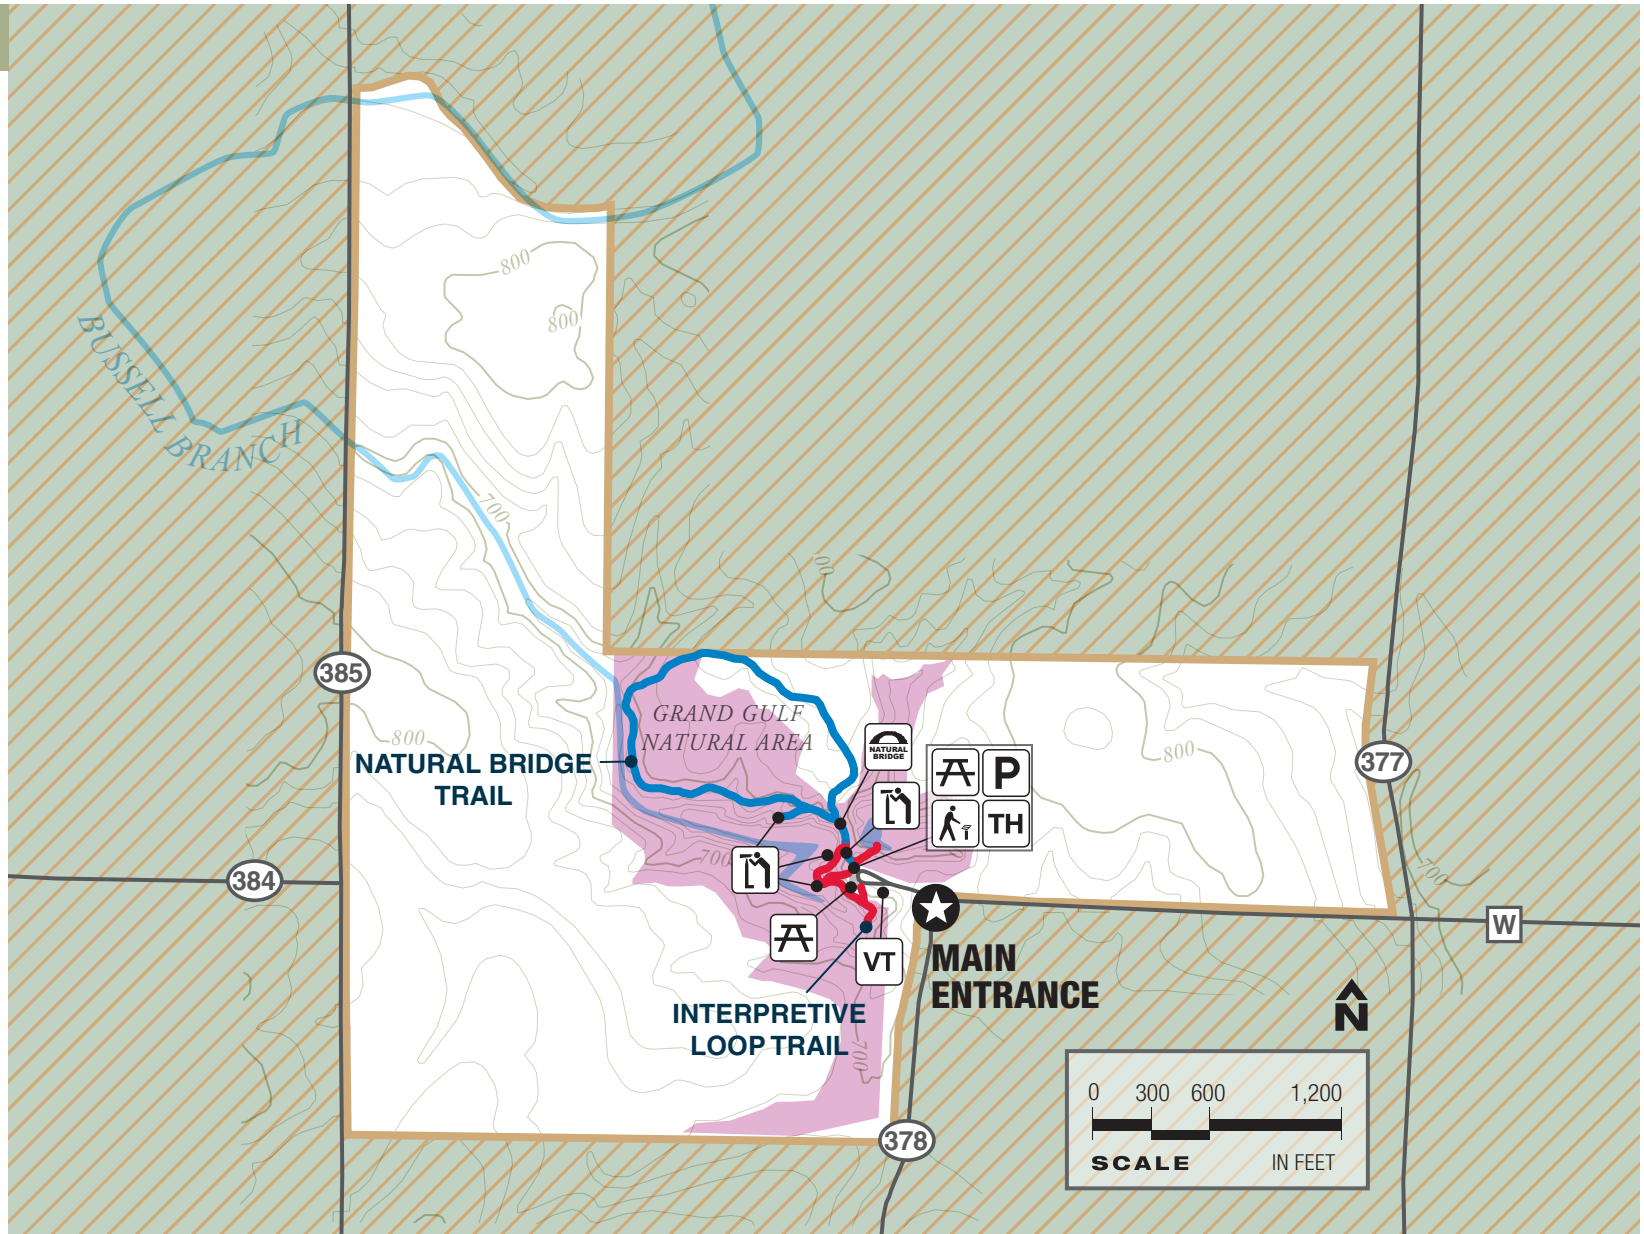 800
800
BUSSELL BRANCH
700
00
385
GRAND GULF
NATURAL AREA
800
NATURAL
BRIDGE
800
NATURAL BRIDGE
TRAIL
P
377
TH
700
700
384
W
VT
MAIN
ENTRANCE
INTERPRETIVE
LOOP TRAIL
700
N
0 300 600 1,200
SCALE IN FEET
378